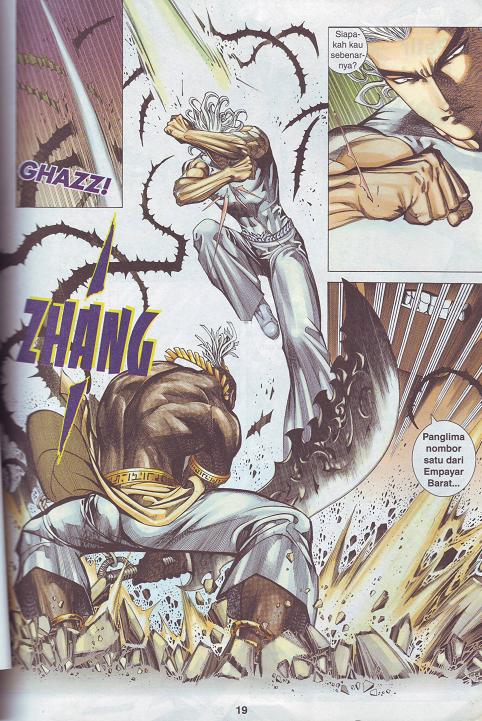 GHAZZ!
Siapa-
kah kau
sebenar-
nya?
ZHANG
Panglima
nombor
satu dari
Empayar
Barat...
19